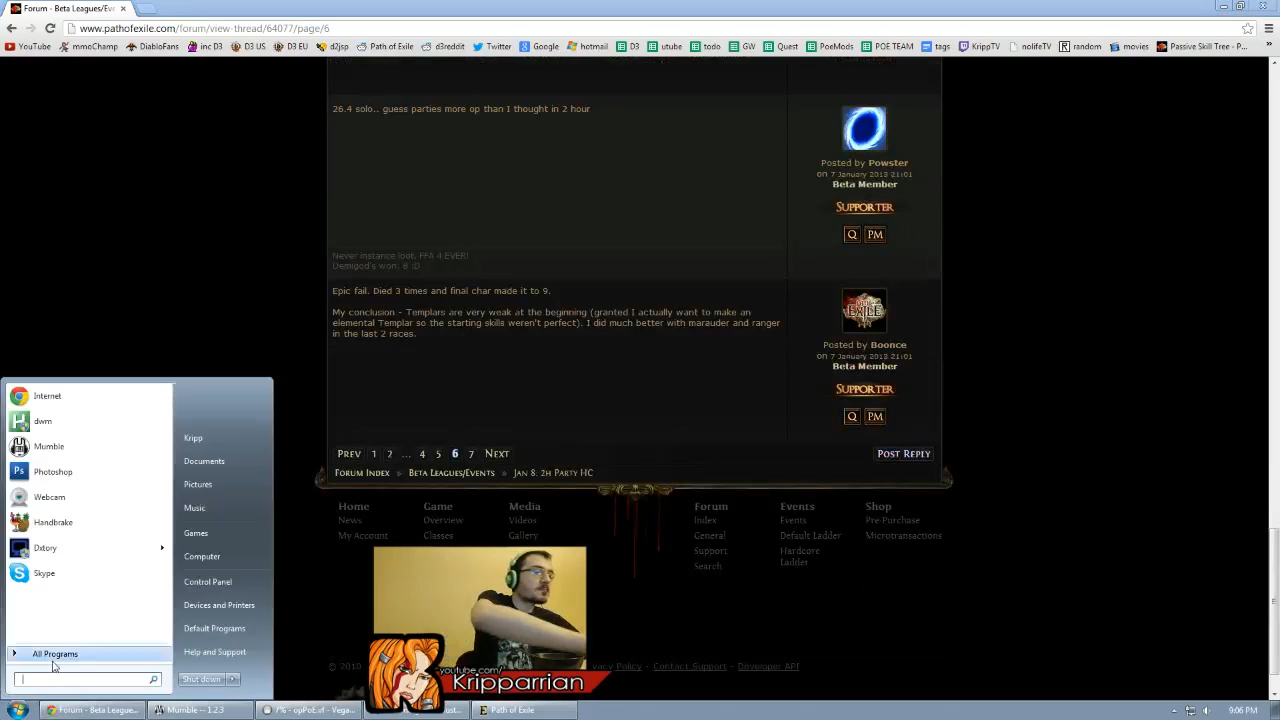 Forum - Beta Leagues/Eve
www.pathofexile.com/forum/view-thread/64077/page/6
YouTube mmoChamp DiabloFans inc D3 D3 US D3 EU d2jsp Path of Exile d3reddit Twitter Google hotmail D3 utube todo GW Quest PoeMods POE TEAM tags KrippTV nolifeTV random movies Passive Skill Tree - P...
26.4 solo.. guess parties more op than I thought in 2 hour
Posted by Powster
on 7 January 2013 21:01
Beta Member
Supporter
Q PM
Never instance loot, FFA 4 EVER!
Demigod's won: 6 :D
Epic fail. Died 3 times and final char made it to 9.
My conclusion - Templars are very weak at the beginning (granted I actually want to make an
elemental Templar so the starting skills weren't perfect). I did much better with marauder and ranger
in the last 2 races.
Posted by Boonce
on 7 January 2013 21:01
Beta Member
Supporter
Q PM
Prev 1 2 ... 4 5 6 7 Next
Post Reply
Forum Index » Beta Leagues/Events » Jan 8: 2h Party HC
Home Game Media Forum Events Shop
News Overview Videos Index Events Pre-Purchase
My Account Classes Gallery General Default Ladder Microtransactions
Support Hardcore
Ladder
Search
© 2010
vacy Policy - Contact Support - Developer API
youtube.com/
kripparrian
Internet
dwm
Mumble
Photoshop
Webcam
Handbrake
Dxtory
Skype
All Programs
Kripp
Documents
Pictures
Music
Games
Computer
Control Panel
Devices and Printers
Default Programs
Help and Support
Shut down
Forum - Beta League...
Mumble -- 1.2.3
Path of Exile
9:06 PM